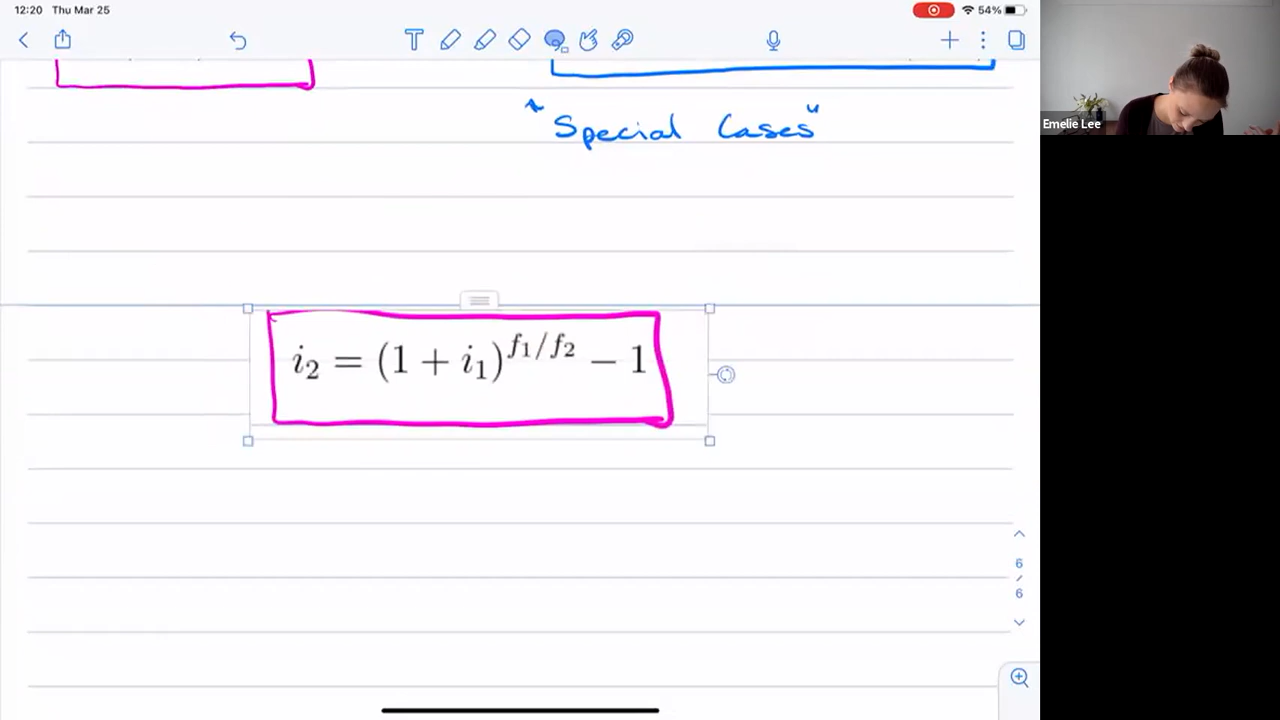 12:20 Thu Mar 25
54%
Emelie Lee
"Special Cases"
i₂ = (1 + i₁)^{f₁/f₂} − 1
6
/
6